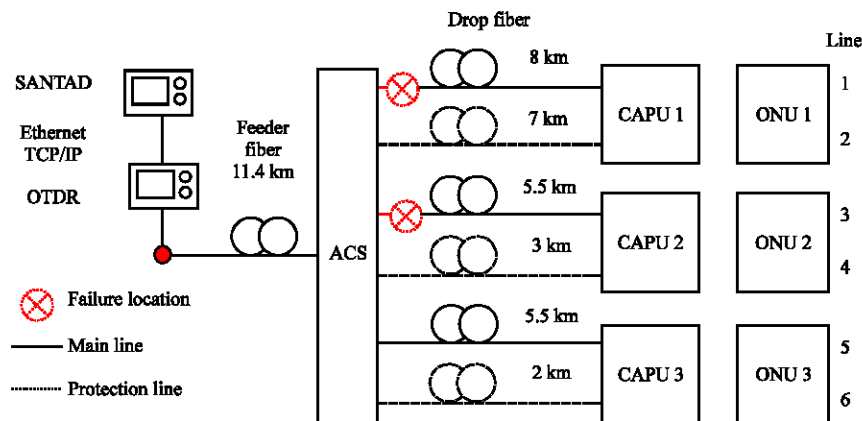 Drop fiber
Line
SANTAD
8 km
1
CAPU 1
ONU 1
Ethernet
TCP/IP
Feeder
fiber
11.4 km
7 km
2
OTDR
5.5 km
3
ACS
CAPU 2
ONU 2
3 km
4
Failure location
5.5 km
Main line
5
CAPU 3
ONU 3
Protection line
2 km
6